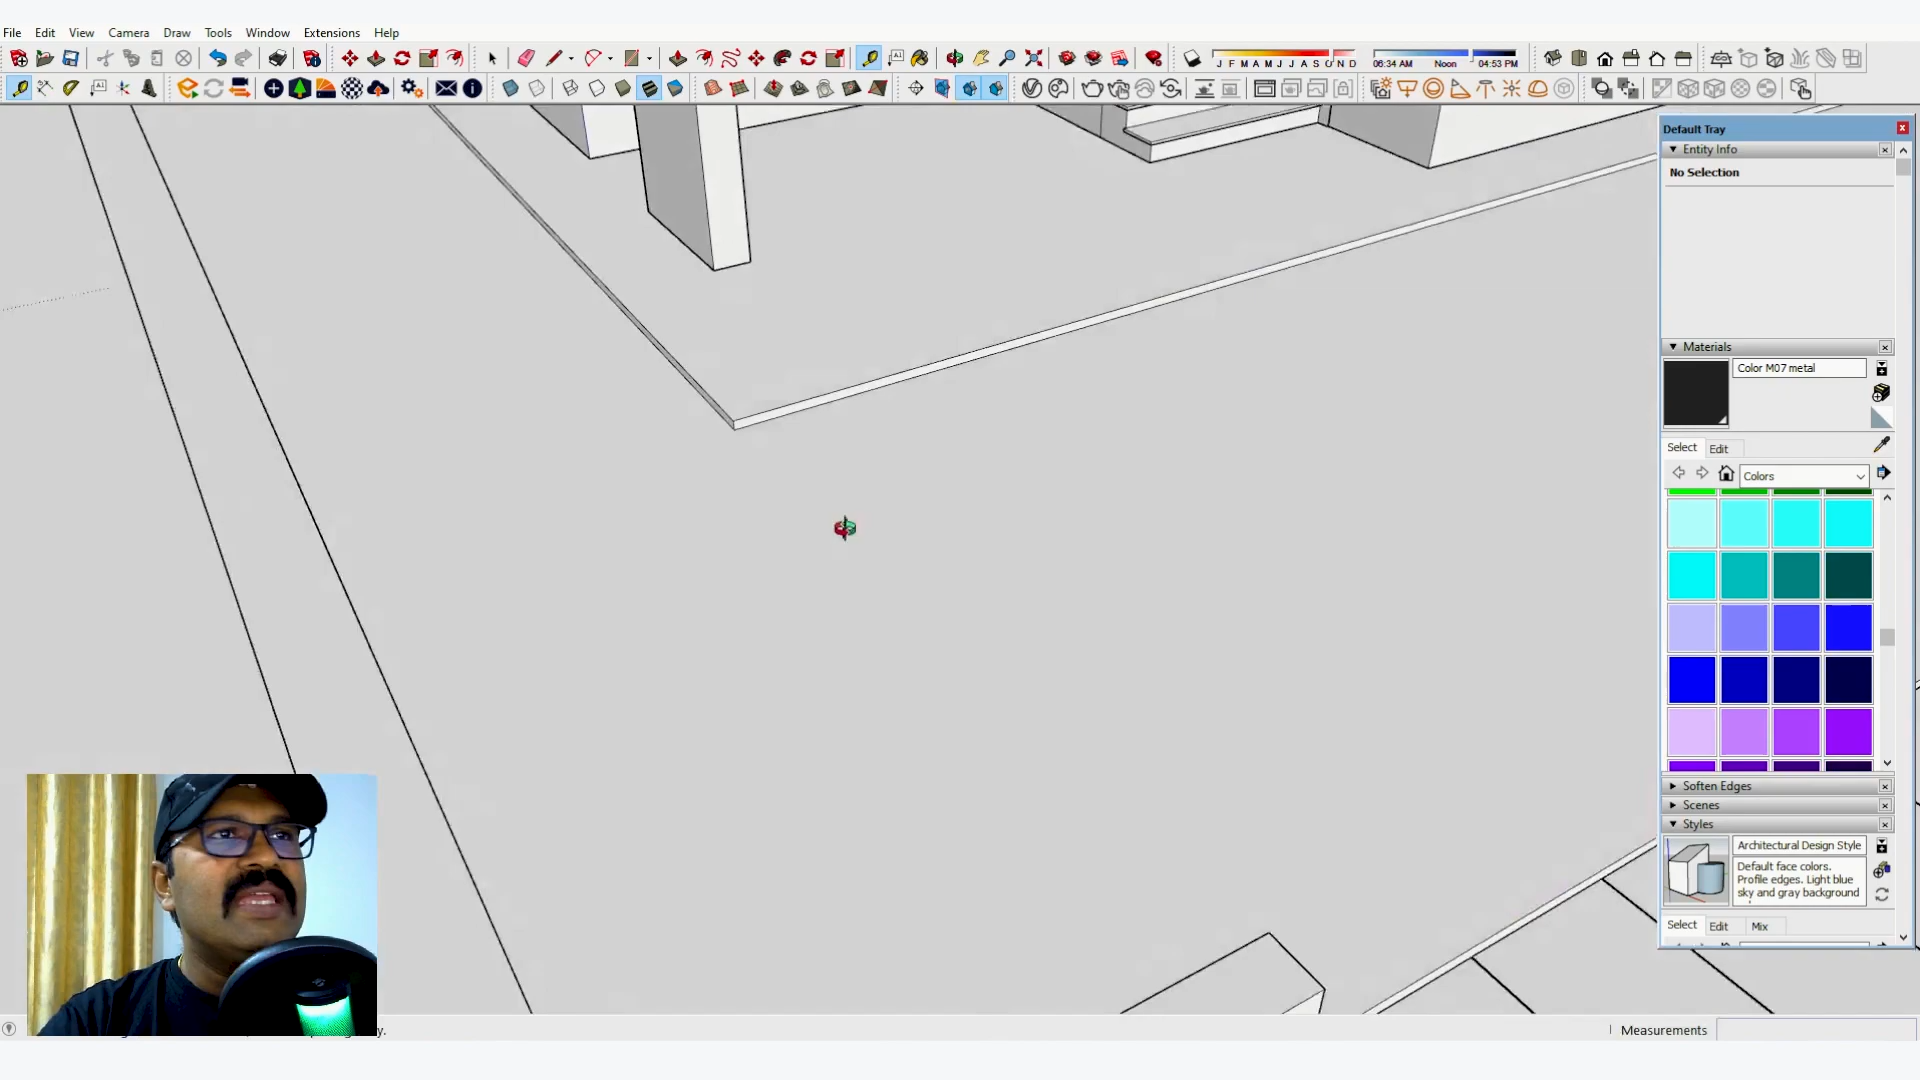 File Edit View Camera Draw Tools Window Extensions Help
J F M A M J J A S O N D 06:34 AM Noon 04:53 PM
Default Tray
Entity Info
No Selection
Materials
Color M07 metal
Select Edit
Colors
Soften Edges
Scenes
Styles
Architectural Design Style
Default face colors.
Profile edges. Light blue
sky and gray background
Select Edit Mix
Measurements